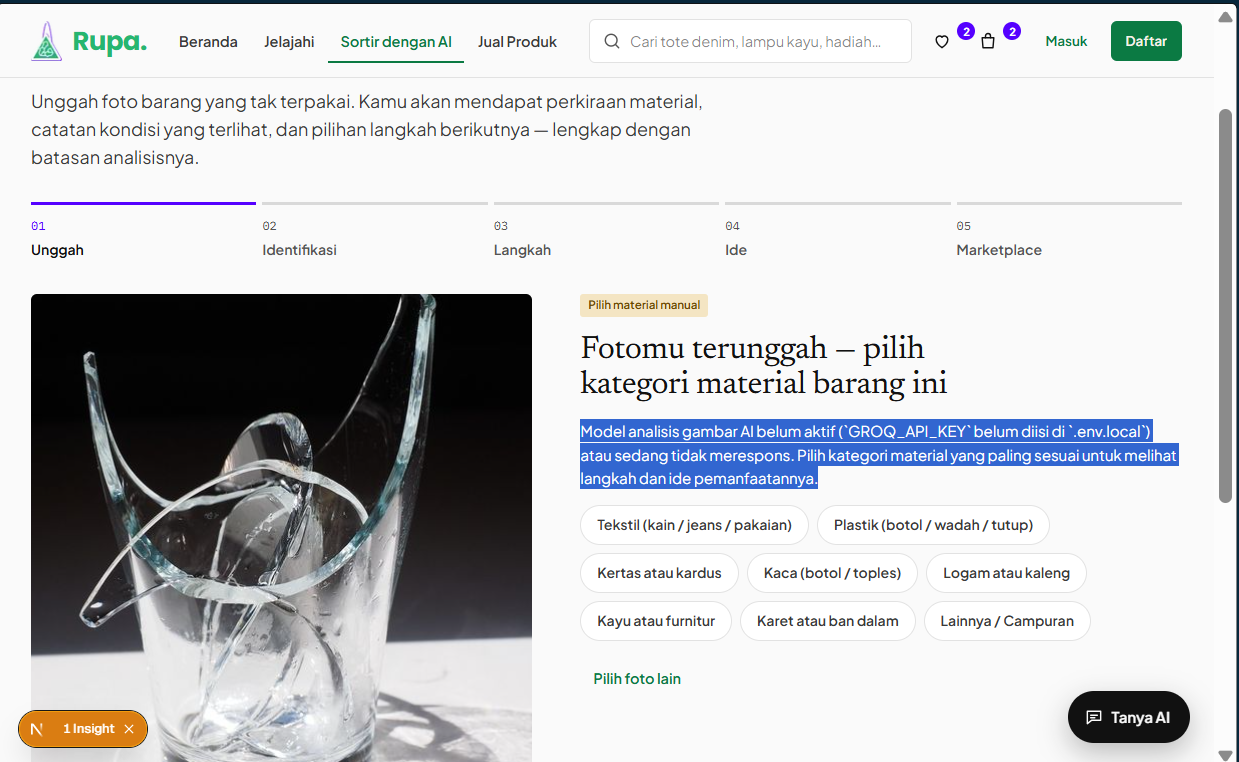 Rupa.
Beranda
Jelajahi
Sortir dengan AI
Jual Produk
Cari tote denim, lampu kayu, hadiah...
2
2
Masuk
Daftar
Unggah foto barang yang tak terpakai. Kamu akan mendapat perkiraan material,
catatan kondisi yang terlihat, dan pilihan langkah berikutnya — lengkap dengan
batasan analisisnya.
01
Unggah
02
Identifikasi
03
Langkah
04
Ide
05
Marketplace
Pilih material manual
Fotomu terunggah — pilih
kategori material barang ini
Model analisis gambar AI belum aktif (`GROQ_API_KEY` belum diisi di `.env.local`)
atau sedang tidak merespons. Pilih kategori material yang paling sesuai untuk melihat
langkah dan ide pemanfaatannya.
Tekstil (kain / jeans / pakaian)
Plastik (botol / wadah / tutup)
Kertas atau kardus
Kaca (botol / toples)
Logam atau kaleng
Kayu atau furnitur
Karet atau ban dalam
Lainnya / Campuran
Pilih foto lain
N
1 Insight
Tanya AI